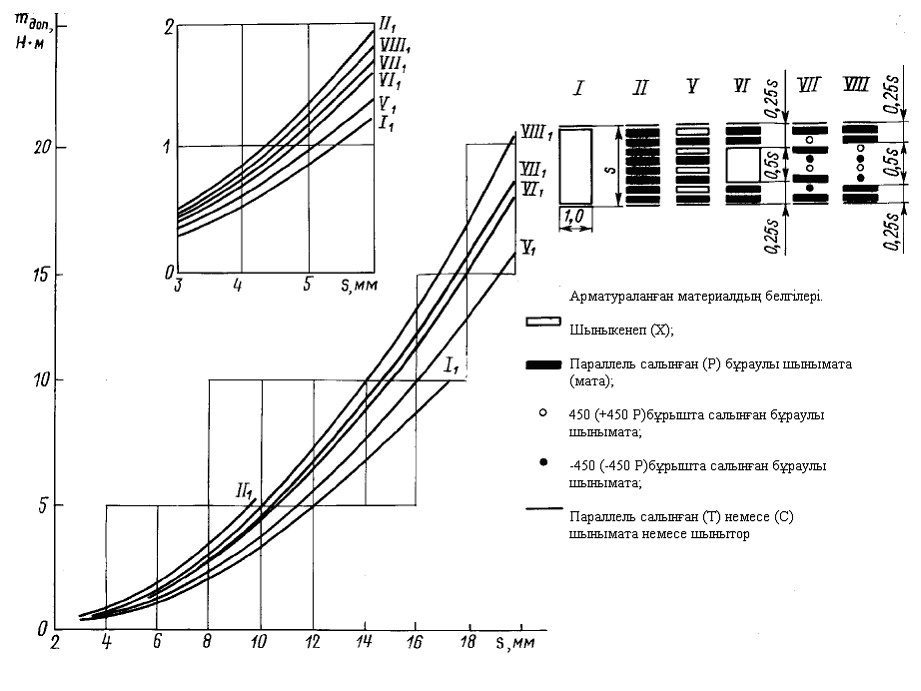 mдоп,
Н·м
20
15
10
5
0
2
4
6
8
10
12
14
16
18
s, мм
2
1
0
3
4
5
s, мм
II₁
VIII₁
VII₁
VI₁
V₁
I₁
VIII₁
VII₁
VI₁
V₁
I₁
II₁
I II V VI VII VIII
s
1,0
0,25s
0,5s
0,25s
0,25s
0,5s
0,25s
Арматураланған материалдың белгілері.
Шыныкенеп (X);
Параллель салынған (Р) бұраулы шынымата
(мата);
450 (+450 Р)бұрышта салынған бұраулы
шынымата;
-450 (-450 Р)бұрышта салынған бұраулы
шынымата;
Параллель салынған (Т) немесе (С)
шынымата немесе шынытор